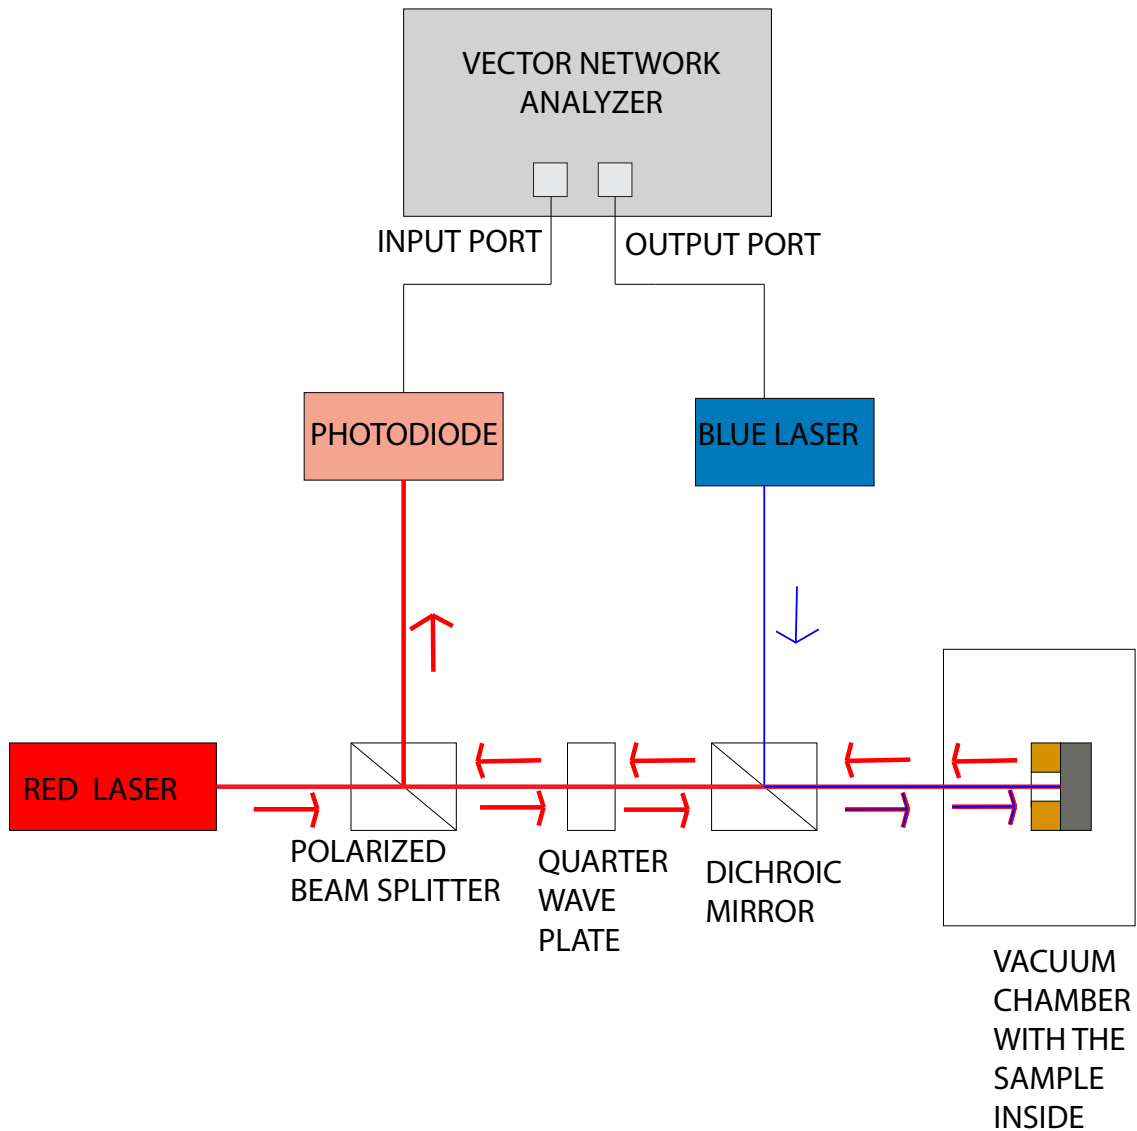 VECTOR NETWORK
ANALYZER
INPUT PORT
OUTPUT PORT
PHOTODIODE
BLUE LASER
RED LASER
POLARIZED
BEAM SPLITTER
QUARTER
WAVE
PLATE
DICHROIC
MIRROR
VACUUM
CHAMBER
WITH THE
SAMPLE
INSIDE